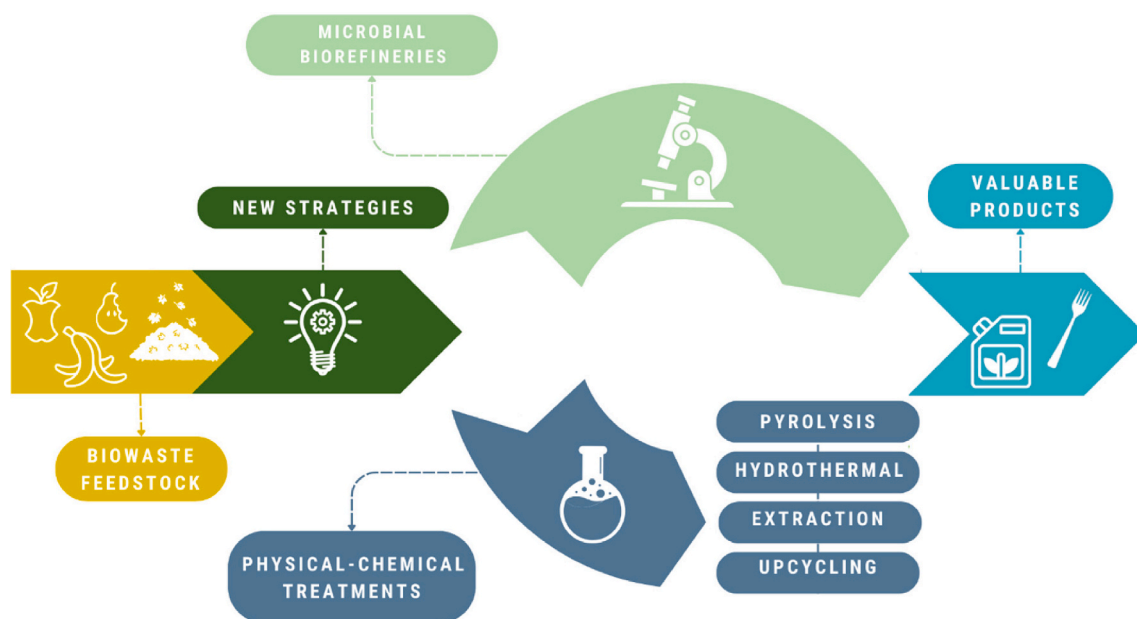 MICROBIAL
BIOREFINERIES
NEW STRATEGIES
VALUABLE
PRODUCTS
BIOWASTE
FEEDSTOCK
PHYSICAL-CHEMICAL
TREATMENTS
PYROLYSIS
HYDROTHERMAL
EXTRACTION
UPCYCLING